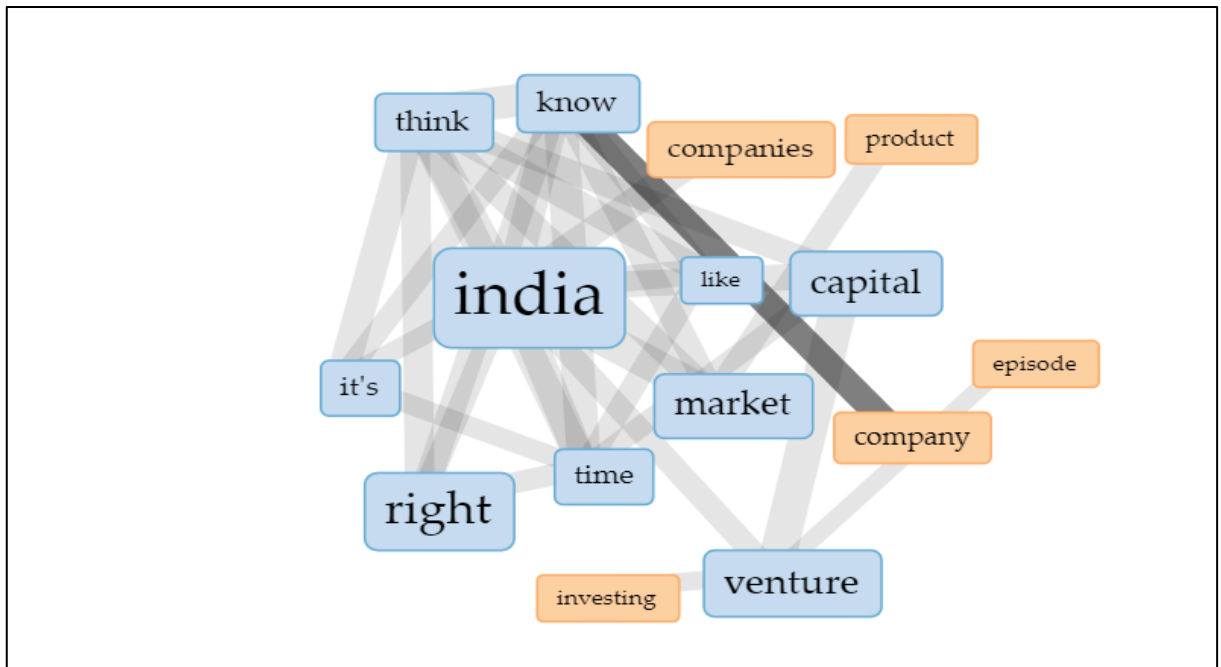 know
think
companies
product
india
like
capital
it's
market
episode
company
right
time
investing
venture